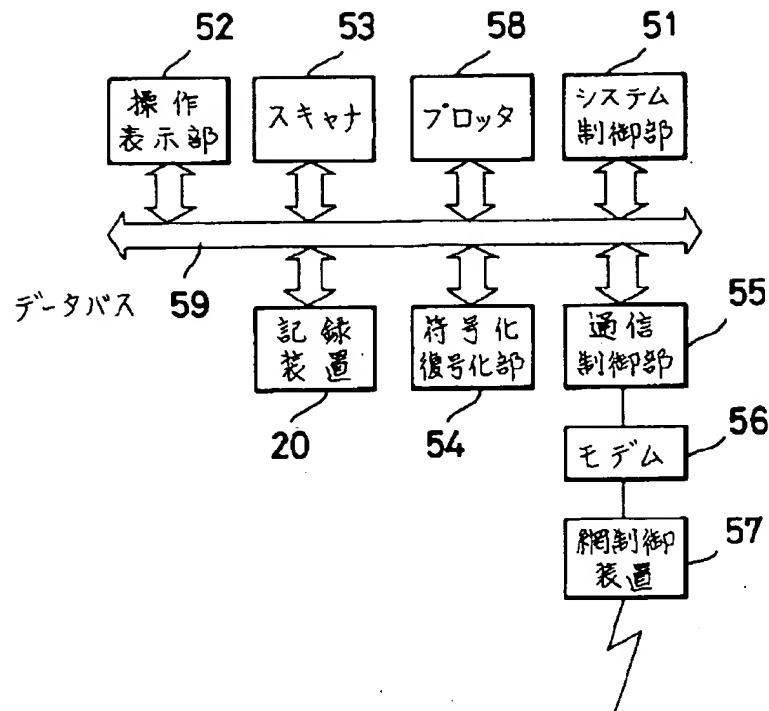 52
53
58
51
操作
表示部
スキャナ
プロッタ
システム
制御部
データバス 59
記録
装置
符号化
復号化部
通信
制御部
55
20
54
モデム
56
網制御
装置
57